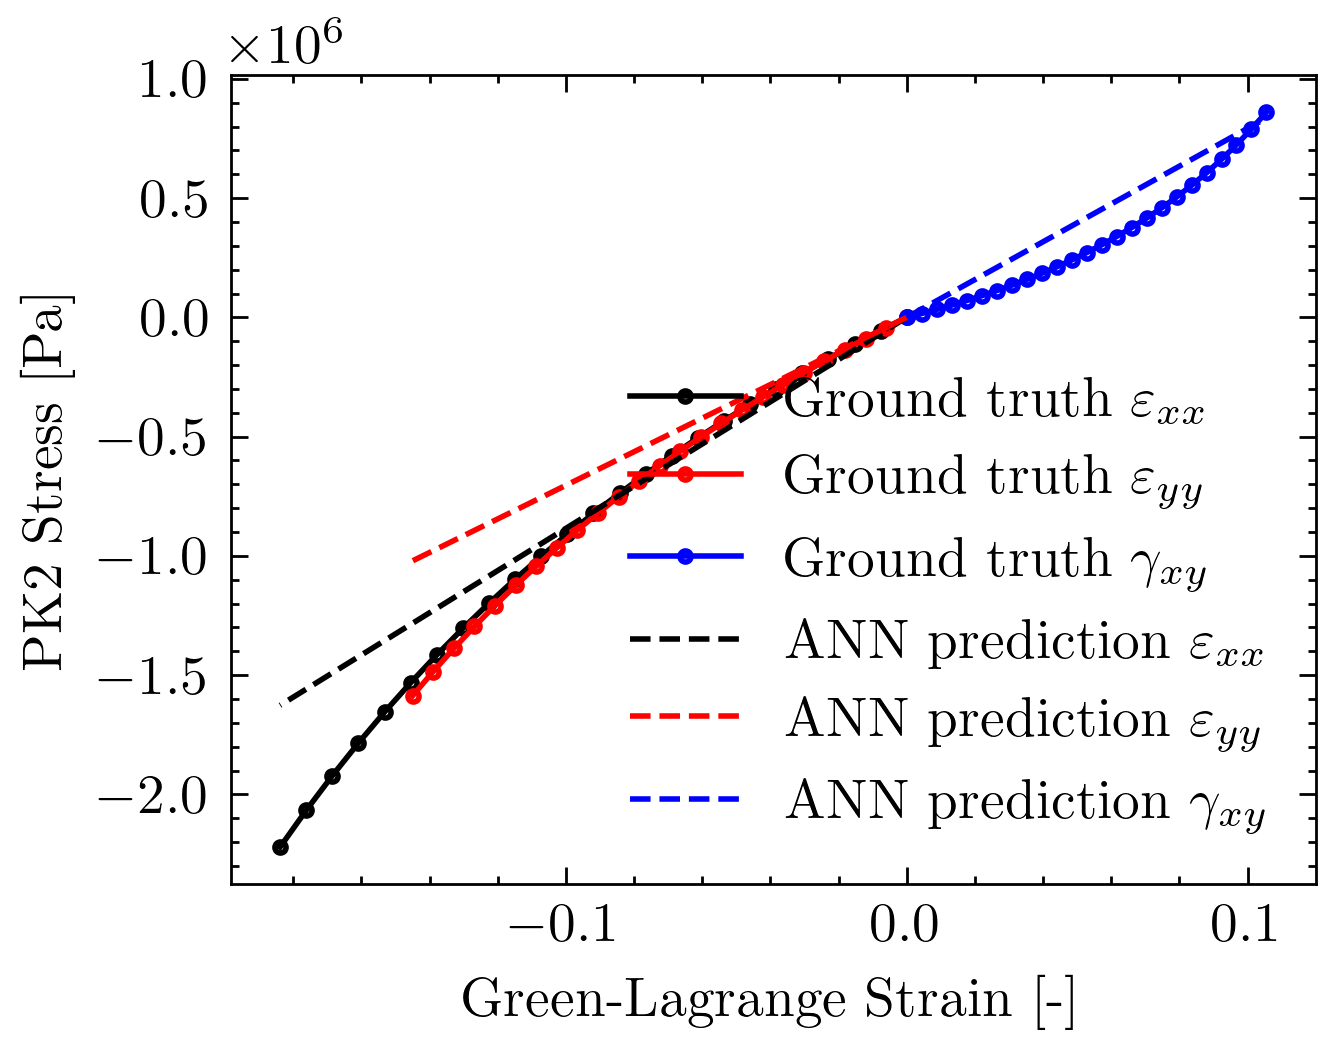 ×10⁶
1.0
0.5
0.0
−0.5
−1.0
−1.5
−2.0
PK2 Stress [Pa]
Ground truth εxx
Ground truth εyy
Ground truth γxy
ANN prediction εxx
ANN prediction εyy
ANN prediction γxy
−0.1 0.0 0.1
Green-Lagrange Strain [-]